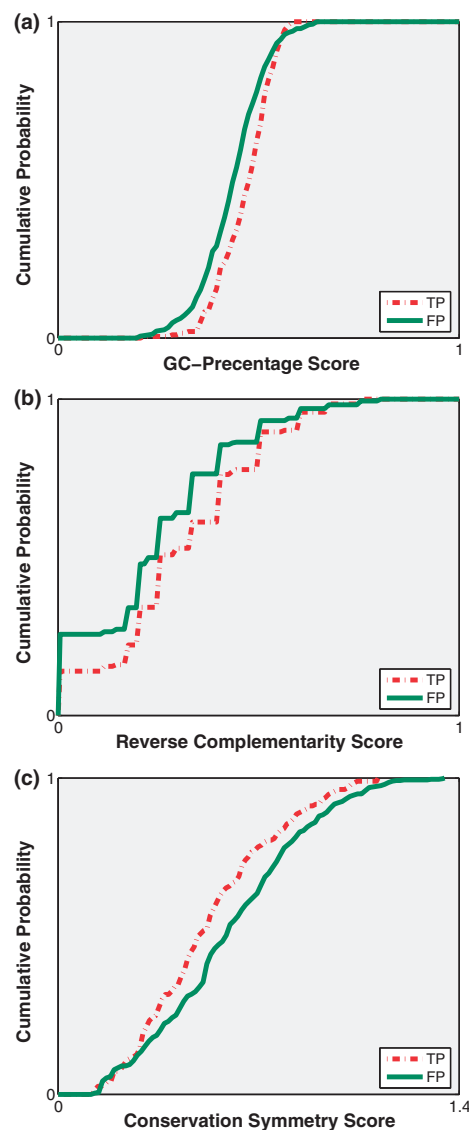 (a)
1
Cumulative Probability
TP
FP
0
0
1
GC-Precentage Score
(b)
1
Cumulative Probability
TP
FP
0
0
1
Reverse Complementarity Score
(c)
1
Cumulative Probability
TP
FP
0
0
1.4
Conservation Symmetry Score